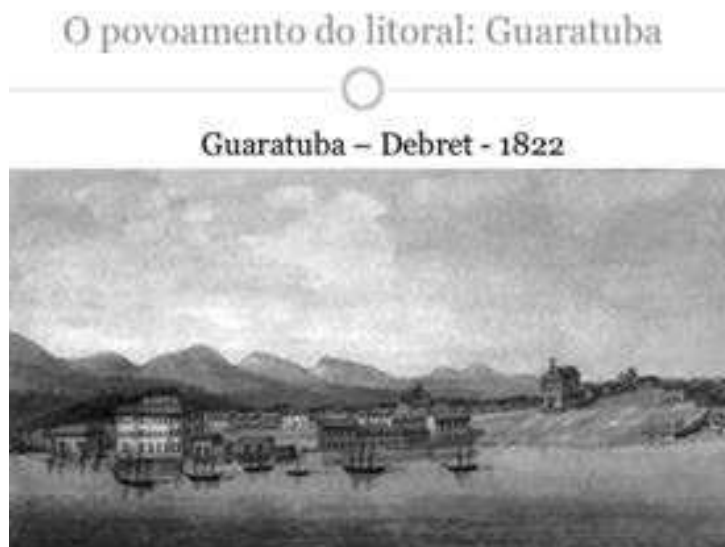 O povoamento do litoral: Guaratuba
Guaratuba – Debret - 1822